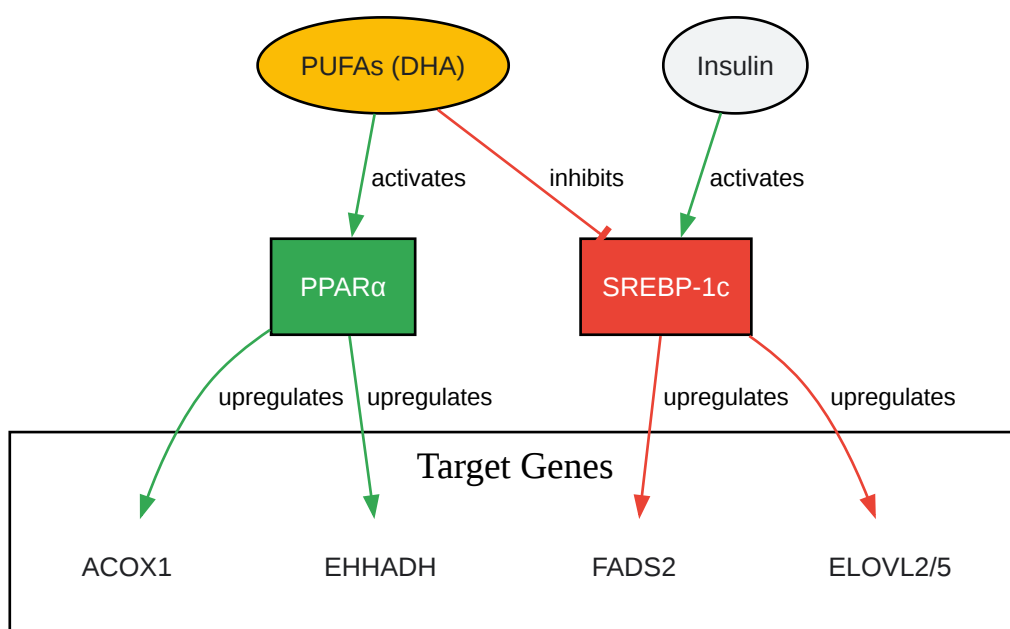 PUFAs (DHA)
Insulin
activates
inhibits
activates
PPARα
SREBP-1c
upregulates
upregulates
upregulates
upregulates
Target Genes
ACOX1
EHHADH
FADS2
ELOVL2/5